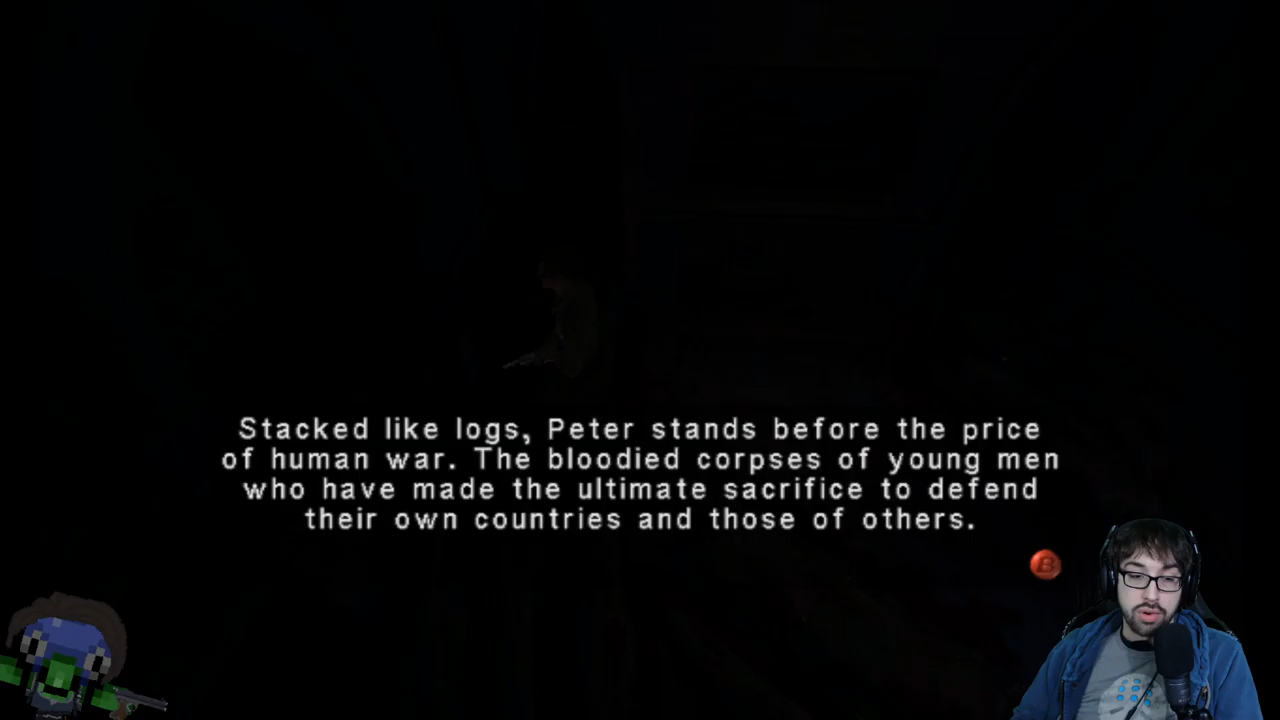 Stacked like logs, Peter stands before the price
of human war. The bloodied corpses of young men
who have made the ultimate sacrifice to defend
their own countries and those of others.
B